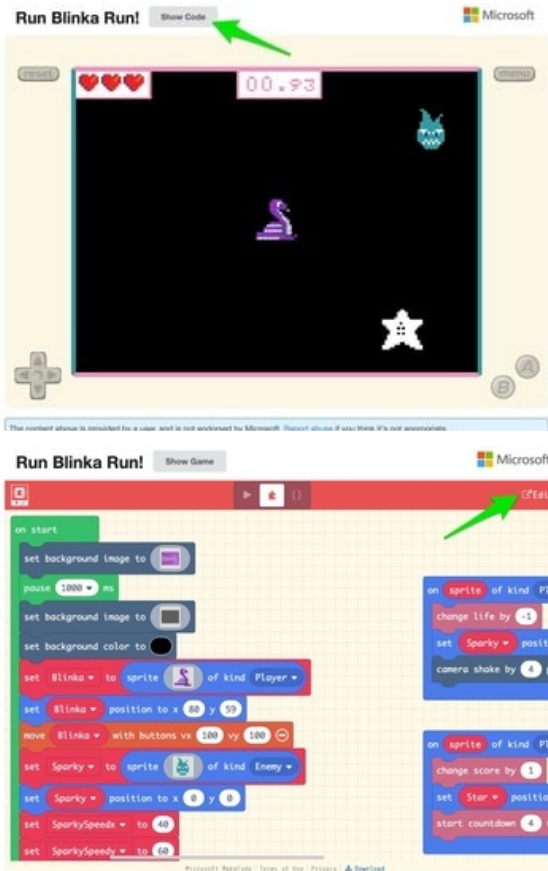 Run Blinka Run! Show Code Microsoft
reset menu
00.93
A
B
The content above is provided by a user, and is not endorsed by Microsoft. Report abuse if you think it's not appropriate.
Run Blinka Run! Show Game Microsoft
Edi
on start
set background image to
pause 1000 ms
set background image to
set background color to
set Blinka to sprite of kind Player
set Blinka position to x 80 y 59
move Blinka with buttons vx 100 vy 100
set Sparky to sprite of kind Enemy
set Sparky position to x 0 y 0
set SparkySpeedx to 40
set SparkySpeedy to 60
on sprite of kind Pl
change life by -1
set Sparky posit
camera shake by 4 p
on sprite of kind Pl
change score by 1
set Star positio
start countdown 4
Microsoft MakeCode | Terms of Use | Privacy | Download